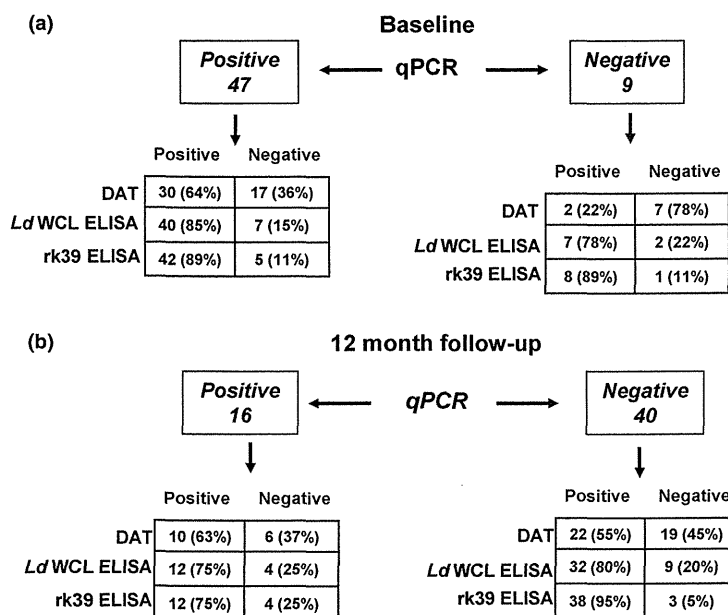 (a) Baseline
Positive 47
qPCR
Negative 9
Positive Negative
DAT 30 (64%) 17 (36%)
Ld WCL ELISA 40 (85%) 7 (15%)
rk39 ELISA 42 (89%) 5 (11%)
Positive Negative
DAT 2 (22%) 7 (78%)
Ld WCL ELISA 7 (78%) 2 (22%)
rk39 ELISA 8 (89%) 1 (11%)
(b) 12 month follow-up
Positive 16
qPCR
Negative 40
Positive Negative
DAT 10 (63%) 6 (37%)
Ld WCL ELISA 12 (75%) 4 (25%)
rk39 ELISA 12 (75%) 4 (25%)
Positive Negative
DAT 22 (55%) 19 (45%)
Ld WCL ELISA 32 (80%) 9 (20%)
rk39 ELISA 38 (95%) 3 (5%)